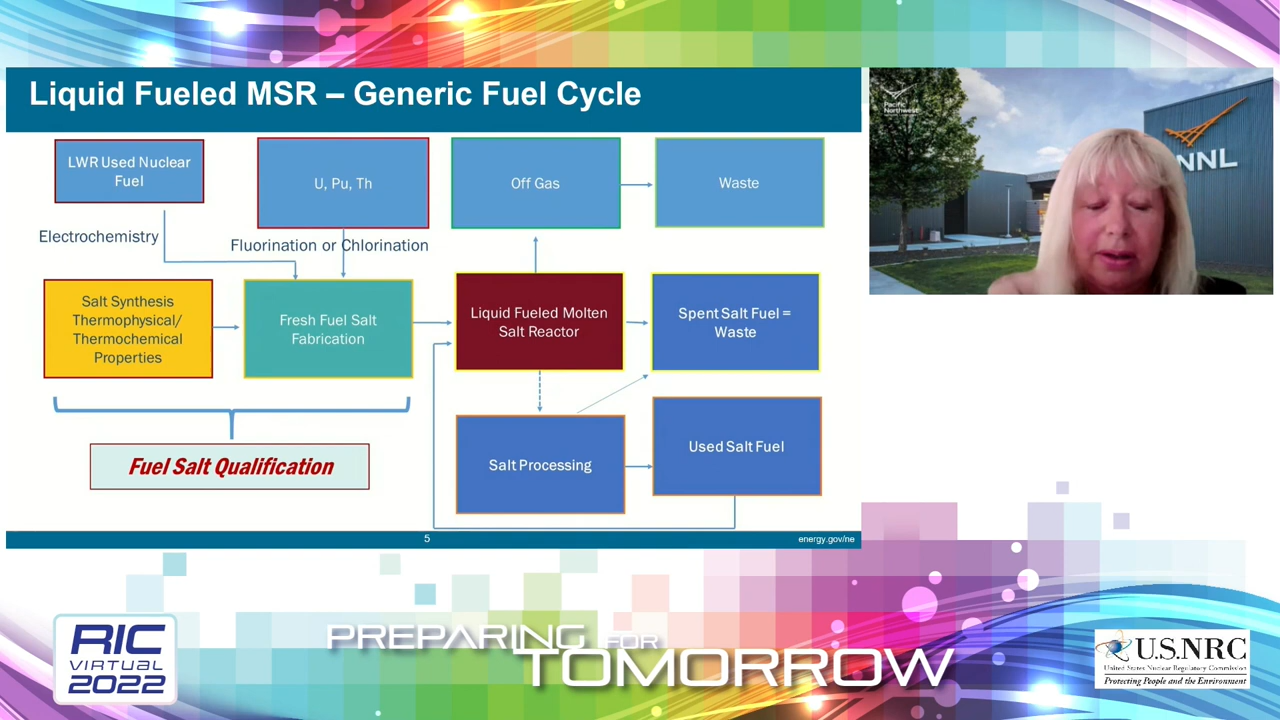 Liquid Fueled MSR – Generic Fuel Cycle
LWR Used Nuclear
Fuel
U, Pu, Th
Off Gas
Waste
Electrochemistry
Fluorination or Chlorination
Salt Synthesis
Thermophysical/
Thermochemical
Properties
Fresh Fuel Salt
Fabrication
Liquid Fueled Molten
Salt Reactor
Spent Salt Fuel =
Waste
Salt Processing
Used Salt Fuel
Fuel Salt Qualification
5
energy.gov/ne
Pacific
Northwest
NNL
RIC
VIRTUAL
2022
PREPARING FOR
TOMORROW
U.S.NRC
United States Nuclear Regulatory Commission
Protecting People and the Environment